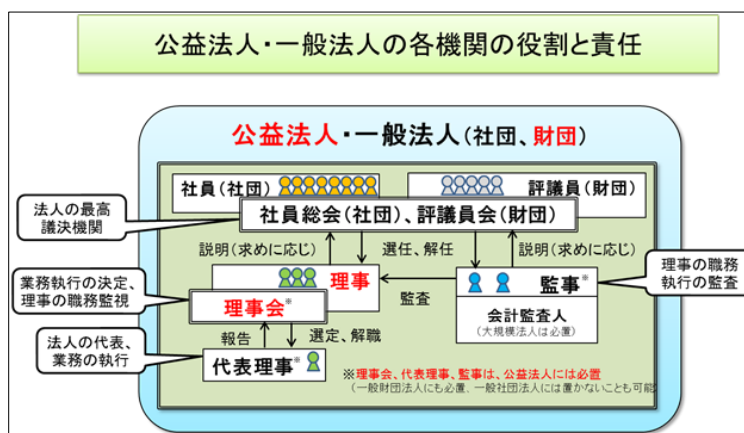 公益法人・一般法人の各機関の役割と責任
公益法人・一般法人(社団、財団)
社員(社団)
評議員(財団)
社員総会(社団)、評議員会(財団)
法人の最高
議決機関
説明(求めに応じ)
選任、解任
説明(求めに応じ)
業務執行の決定、
理事の職務監視
理事
理事会※
監査
監事※
会計監査人
(大規模法人は必置)
理事の職務
執行の監査
法人の代表、
業務の執行
報告
選定、解職
代表理事※
※理事会、代表理事、監事は、公益法人には必置
(一般財団法人にも必置、一般社団法人には置かないことも可能)